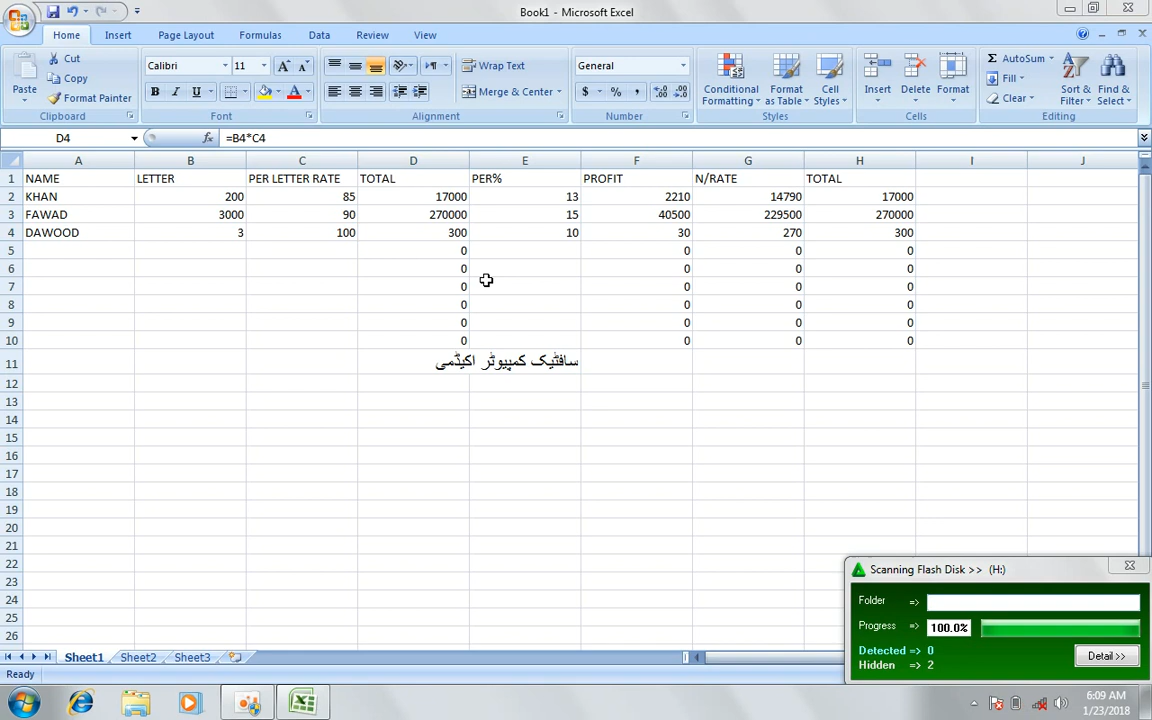 Book1 - Microsoft Excel
Home Insert Page Layout Formulas Data Review View
Paste Cut Copy Format Painter Clipboard
Calibri 11 B I U Font
Wrap Text Merge & Center Alignment
General $ % , Number
Conditional Formatting Format as Table Cell Styles Styles
Insert Delete Format Cells
Σ AutoSum Fill Clear Sort & Filter Find & Select Editing
D4 fx =B4*C4
A B C D E F G H I J
1 NAME LETTER PER LETTER RATE TOTAL PER% PROFIT N/RATE TOTAL
2 KHAN 200 85 17000 13 2210 14790 17000
3 FAWAD 3000 90 270000 15 40500 229500 270000
4 DAWOOD 3 100 300 10 30 270 300
5 0 0 0 0
6 0 0 0 0
7 0 0 0 0
8 0 0 0 0
9 0 0 0 0
10 0 0 0 0
11 سافٹیک کمپیوٹر اکیڈمی
12
13
14
15
16
17
18
19
20
21
22
23
24
25
26
Scanning Flash Disk >> (H:)
Folder =>
Progress => 100.0%
Detected => 0
Hidden => 2
Detail >>
Sheet1 Sheet2 Sheet3
Ready
6:09 AM
1/23/2018